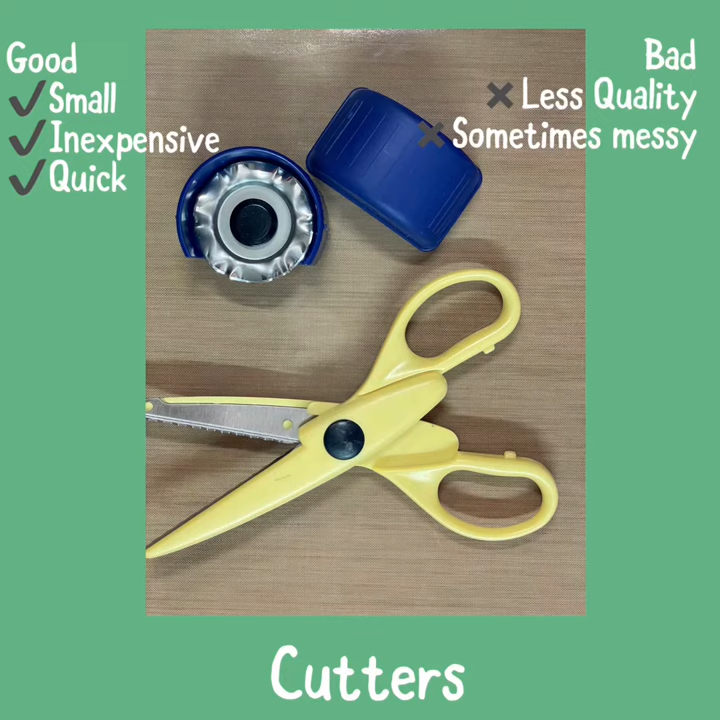 Good
✔Small
✔Inexpensive
✔Quick
Bad
✖Less Quality
✖Sometimes messy
Cutters